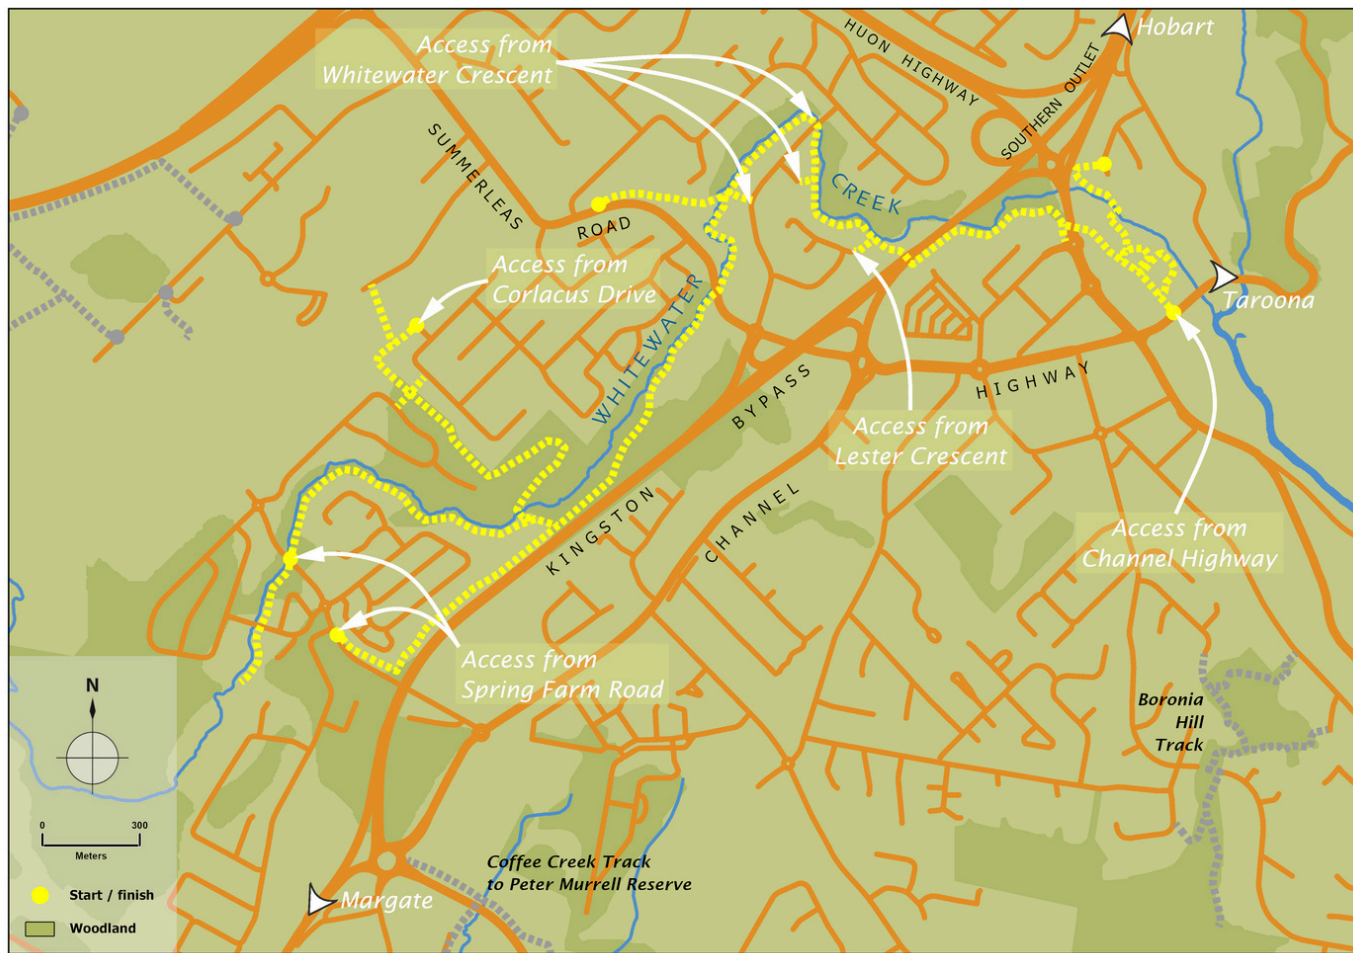 Access from
Whitewater Crescent
HUON HIGHWAY
SOUTHERN OUTLET
Hobart
SUMMERLEAS
ROAD
CREEK
Access from
Corlacus Drive
WHITEWATER
Taroona
BYPASS
HIGHWAY
Access from
Lester Crescent
KINGSTON
CHANNEL
Access from
Channel Highway
Access from
Spring Farm Road
N
0 300
Meters
Start / finish
Woodland
Boronia
Hill
Track
Coffee Creek Track
to Peter Murrell Reserve
Margate